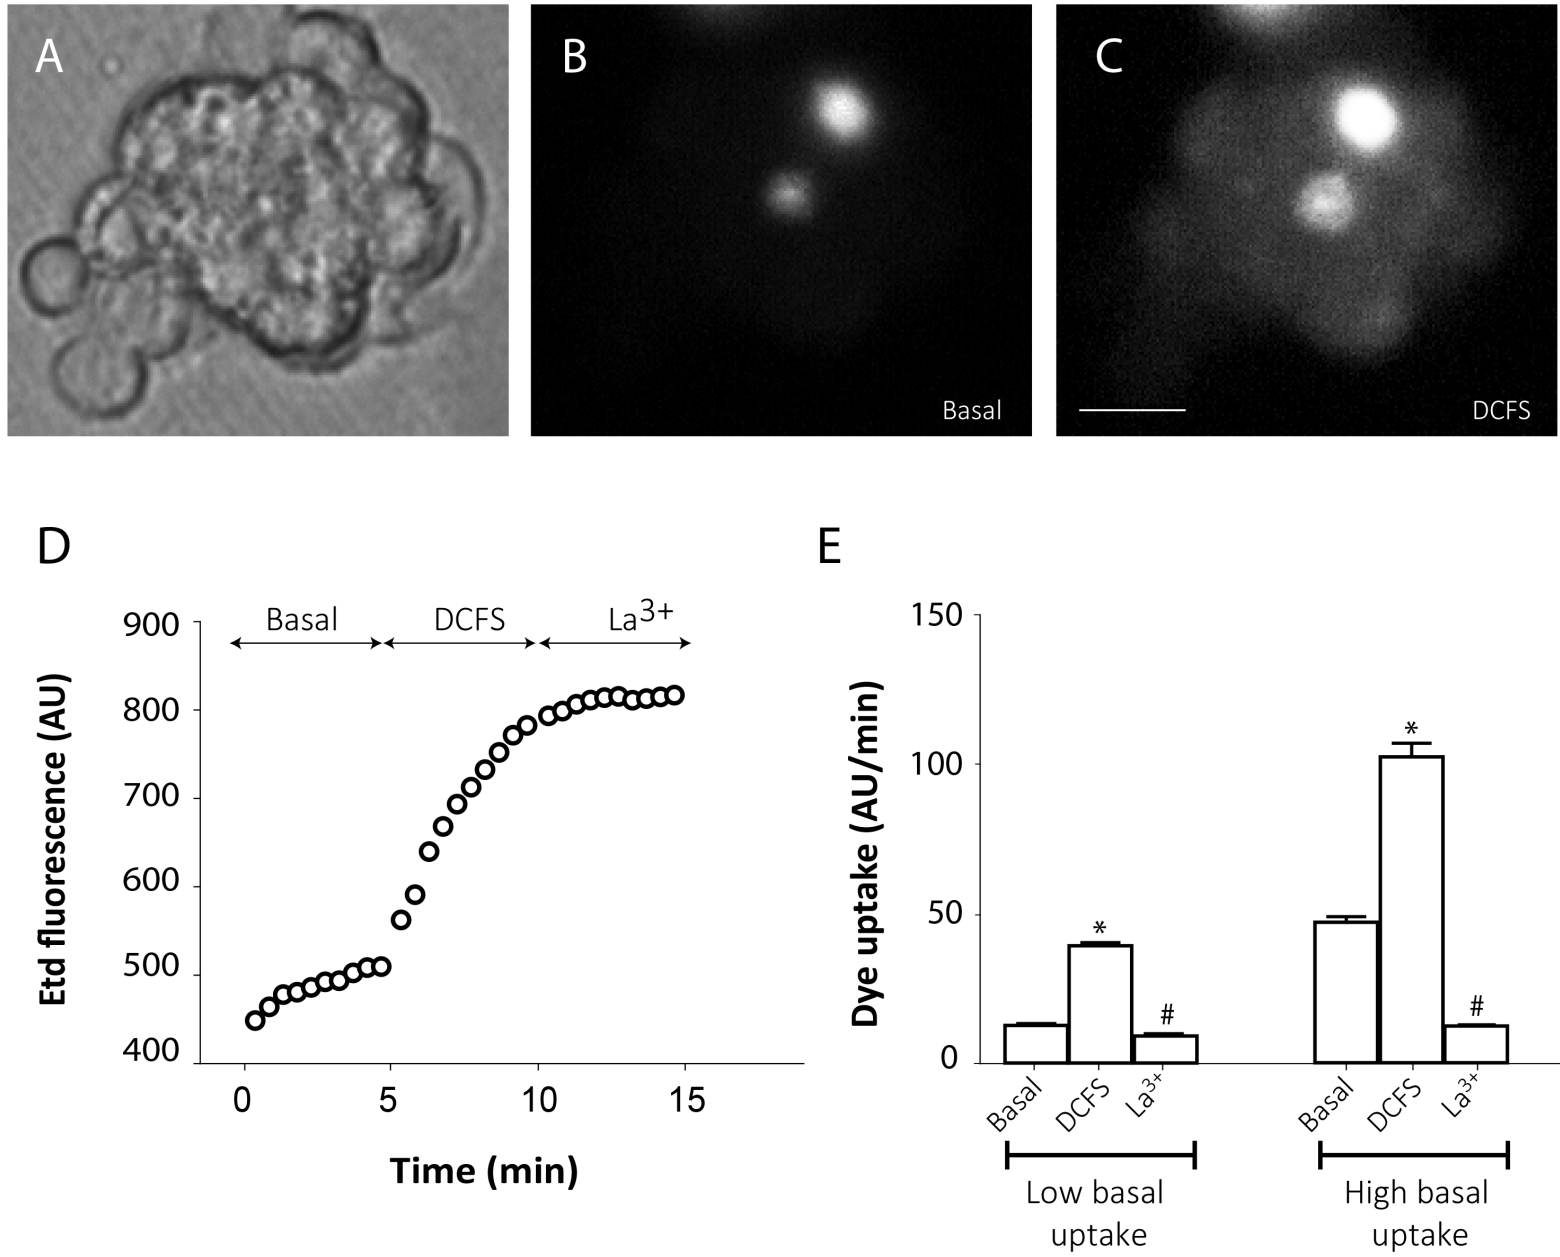 A
B
C
Basal
DCFS
D
E
900
800
700
600
500
400
Etd fluorescence (AU)
Basal
DCFS
La3+
0
5
10
15
Time (min)
150
100
50
0
Dye uptake (AU/min)
*
#
*
#
Basal
DCFS
La3+
Basal
DCFS
La3+
Low basal
uptake
High basal
uptake